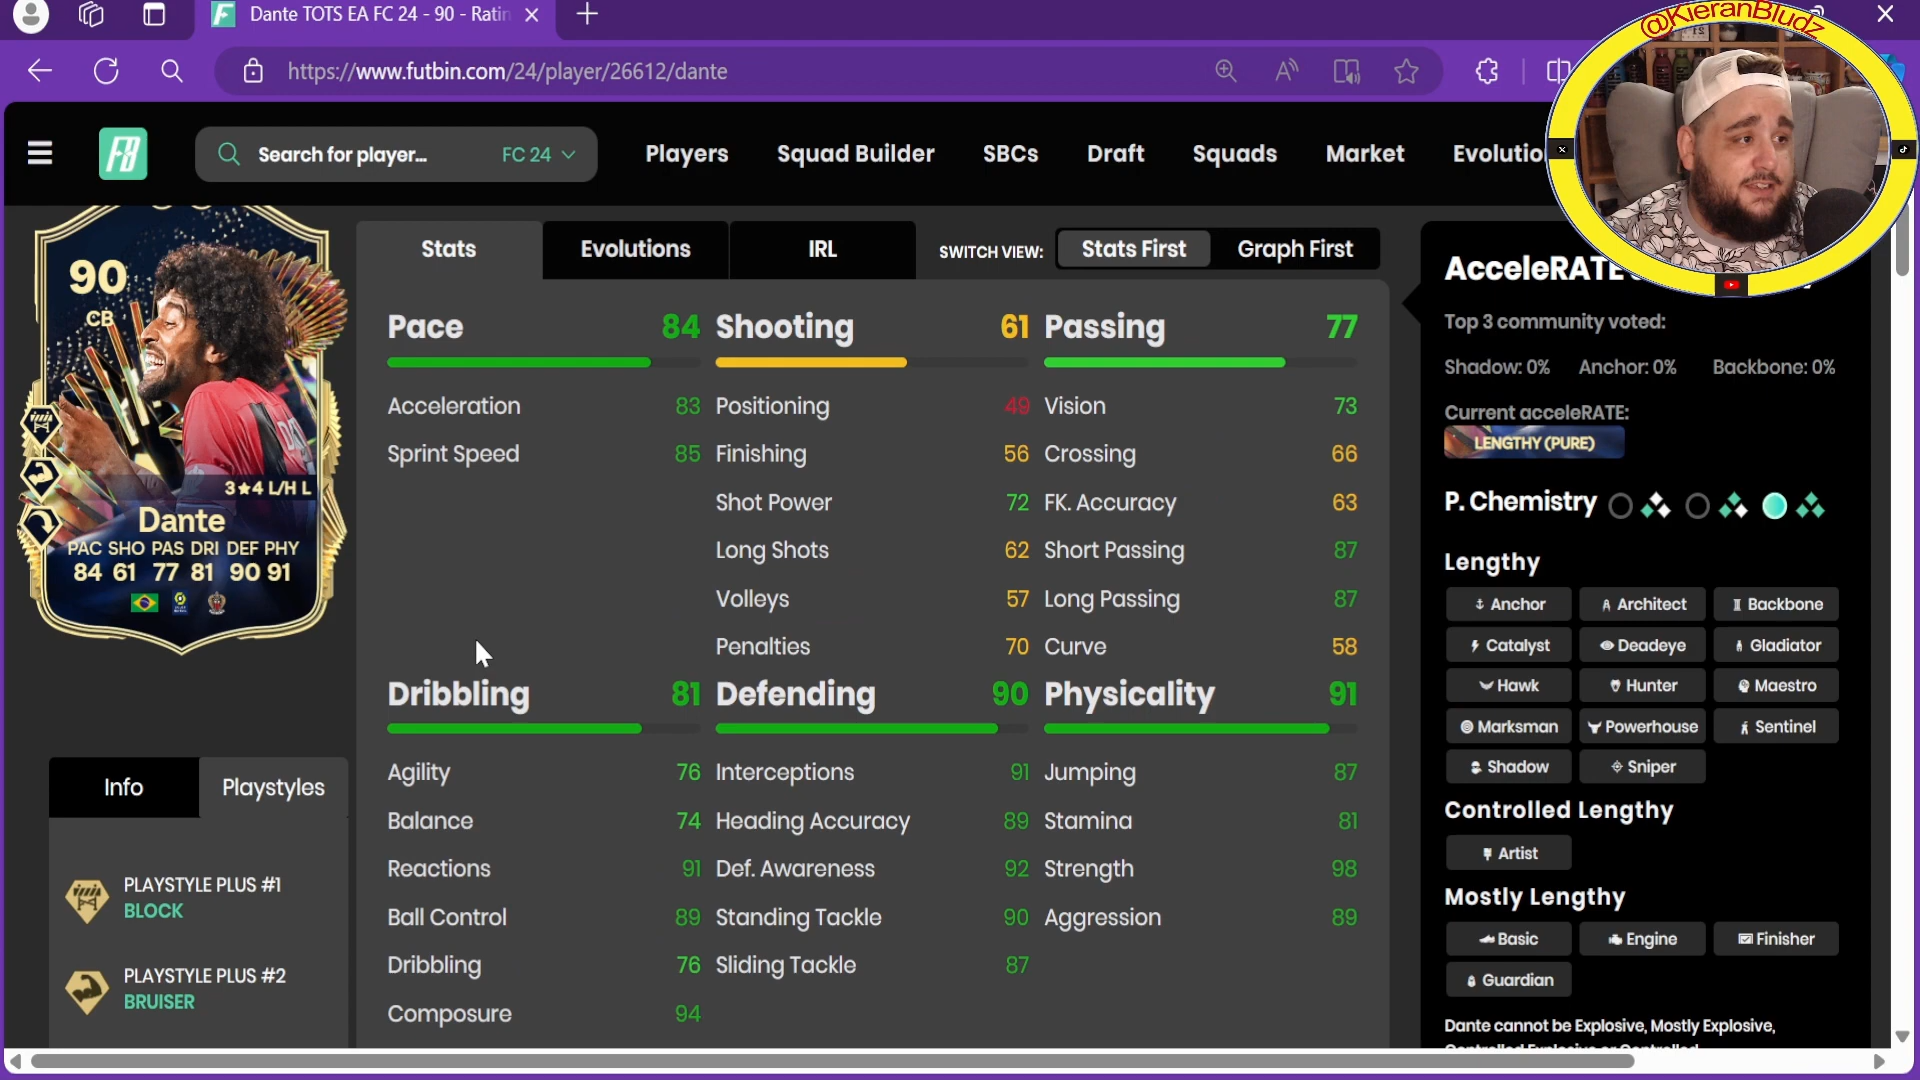 Dante TOTS EA FC 24 - 90 - Ratin
https://www.futbin.com/24/player/26612/dante
@KieranBludz
Search for player...
FC 24
Players
Squad Builder
SBCs
Draft
Squads
Market
Evolutio
Stats
Evolutions
IRL
SWITCH VIEW:
Stats First
Graph First
90
CB
3★4 L/H L
Dante
PAC SHO PAS DRI DEF PHY
84 61 77 81 90 91
Info
Playstyles
PLAYSTYLE PLUS #1
BLOCK
PLAYSTYLE PLUS #2
BRUISER
Pace 84
Acceleration 83
Sprint Speed 85
Shooting 61
Positioning 49
Finishing 56
Shot Power 72
Long Shots 62
Volleys 57
Penalties 70
Passing 77
Vision 73
Crossing 66
FK. Accuracy 63
Short Passing 87
Long Passing 87
Curve 58
Dribbling 81
Agility 76
Balance 74
Reactions 91
Ball Control 89
Dribbling 76
Composure 94
Defending 90
Interceptions 91
Heading Accuracy 89
Def. Awareness 92
Standing Tackle 90
Sliding Tackle 87
Physicality 91
Jumping 87
Stamina 81
Strength 98
Aggression 89
AcceleRATE
Top 3 community voted:
Shadow: 0% Anchor: 0% Backbone: 0%
Current acceleRATE:
LENGTHY (PURE)
P. Chemistry
Lengthy
Anchor Architect Backbone
Catalyst Deadeye Gladiator
Hawk Hunter Maestro
Marksman Powerhouse Sentinel
Shadow Sniper
Controlled Lengthy
Artist
Mostly Lengthy
Basic Engine Finisher
Guardian
Dante cannot be Explosive, Mostly Explosive,
Controlled Explosive or Controlled